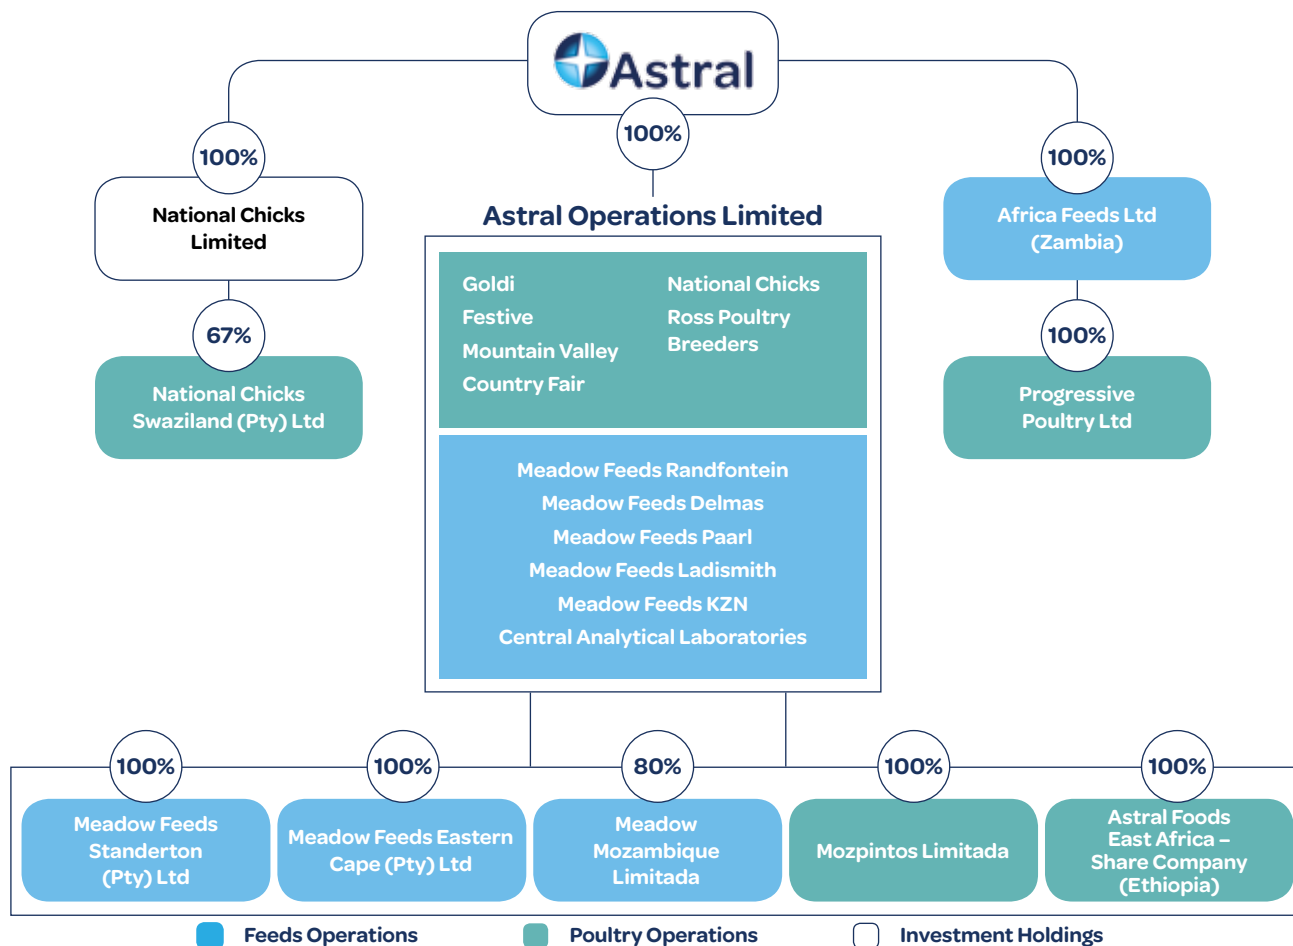 Astral
100%
100%
100%
National Chicks
Limited
Astral Operations Limited
Africa Feeds Ltd
(Zambia)
Goldi
Festive
Mountain Valley
Country Fair
National Chicks
Ross Poultry
Breeders
67%
100%
National Chicks
Swaziland (Pty) Ltd
Progressive
Poultry Ltd
Meadow Feeds Randfontein
Meadow Feeds Delmas
Meadow Feeds Paarl
Meadow Feeds Ladismith
Meadow Feeds KZN
Central Analytical Laboratories
100%
100%
80%
100%
100%
Meadow Feeds
Standerton
(Pty) Ltd
Meadow Feeds Eastern
Cape (Pty) Ltd
Meadow
Mozambique
Limitada
Mozpintos Limitada
Astral Foods
East Africa –
Share Company
(Ethiopia)
Feeds Operations
Poultry Operations
Investment Holdings